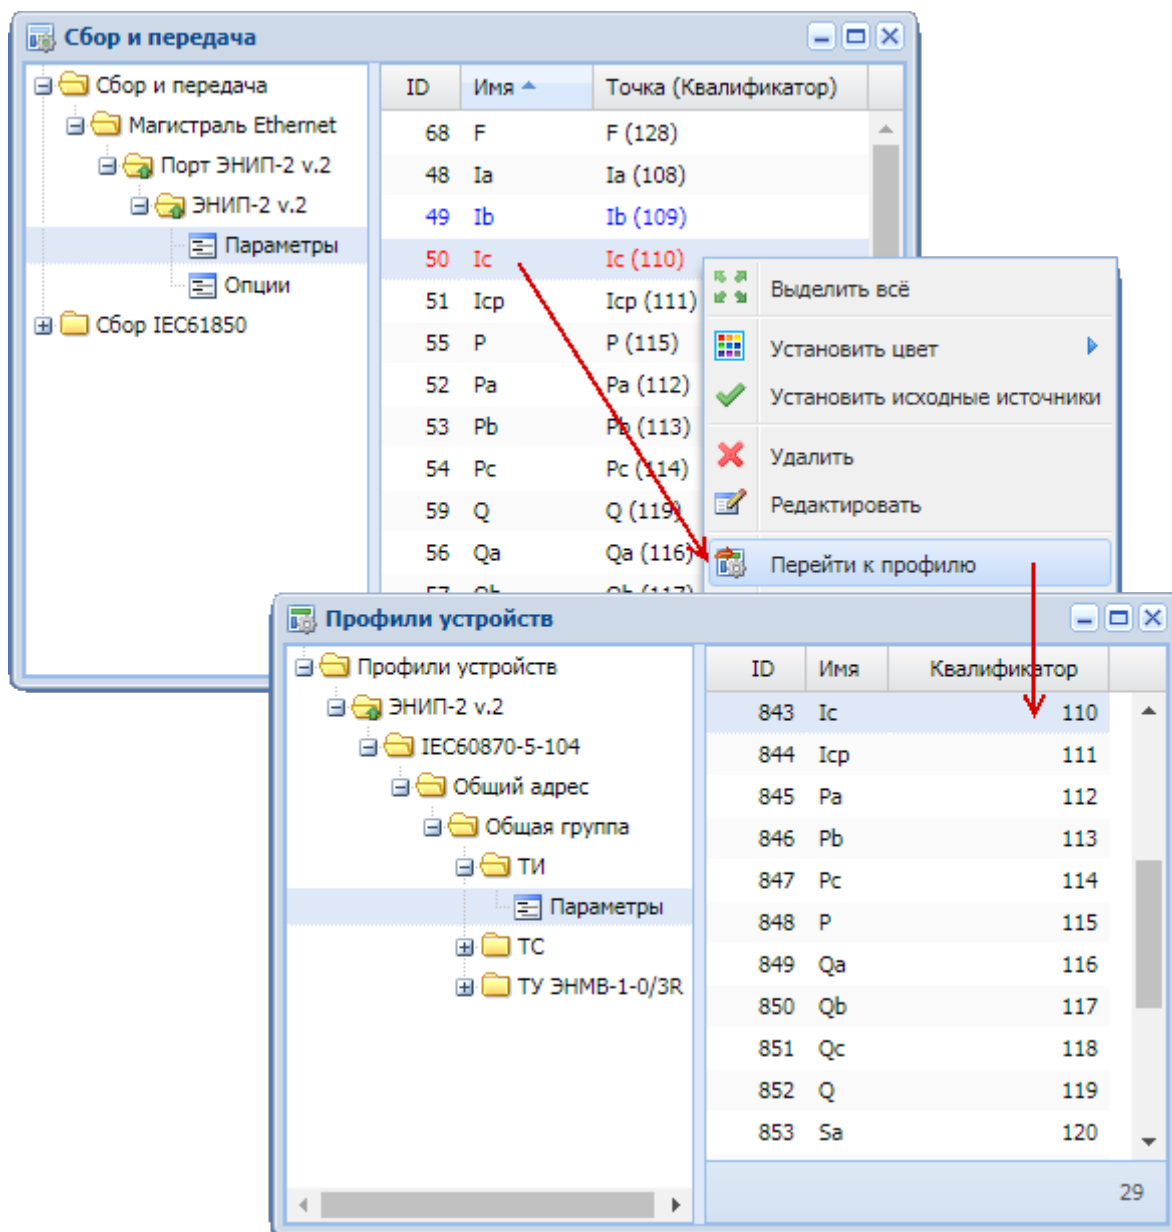 Сбор и передача
Сбор и передача
Магистраль Ethernet
Порт ЭНИП-2 v.2
ЭНИП-2 v.2
Параметры
Опции
Сбор IEC61850
ID Имя Точка (Квалификатор)
68 F F (128)
48 Ia Ia (108)
49 Ib Ib (109)
50 Ic Ic (110)
51 Icp Icp (111)
55 P P (115)
52 Pa Pa (112)
53 Pb Pb (113)
54 Pc Pc (114)
59 Q Q (119)
56 Qa Qa (116)
57 Qb Qb (117)
Выделить всё
Установить цвет
Установить исходные источники
Удалить
Редактировать
Перейти к профилю
Профили устройств
Профили устройств
ЭНИП-2 v.2
IEC60870-5-104
Общий адрес
Общая группа
ТИ
Параметры
ТС
ТУ ЭНМВ-1-0/3R
ID Имя Квалификатор
843 Ic 110
844 Icp 111
845 Pa 112
846 Pb 113
847 Pc 114
848 P 115
849 Qa 116
850 Qb 117
851 Qc 118
852 Q 119
853 Sa 120
29